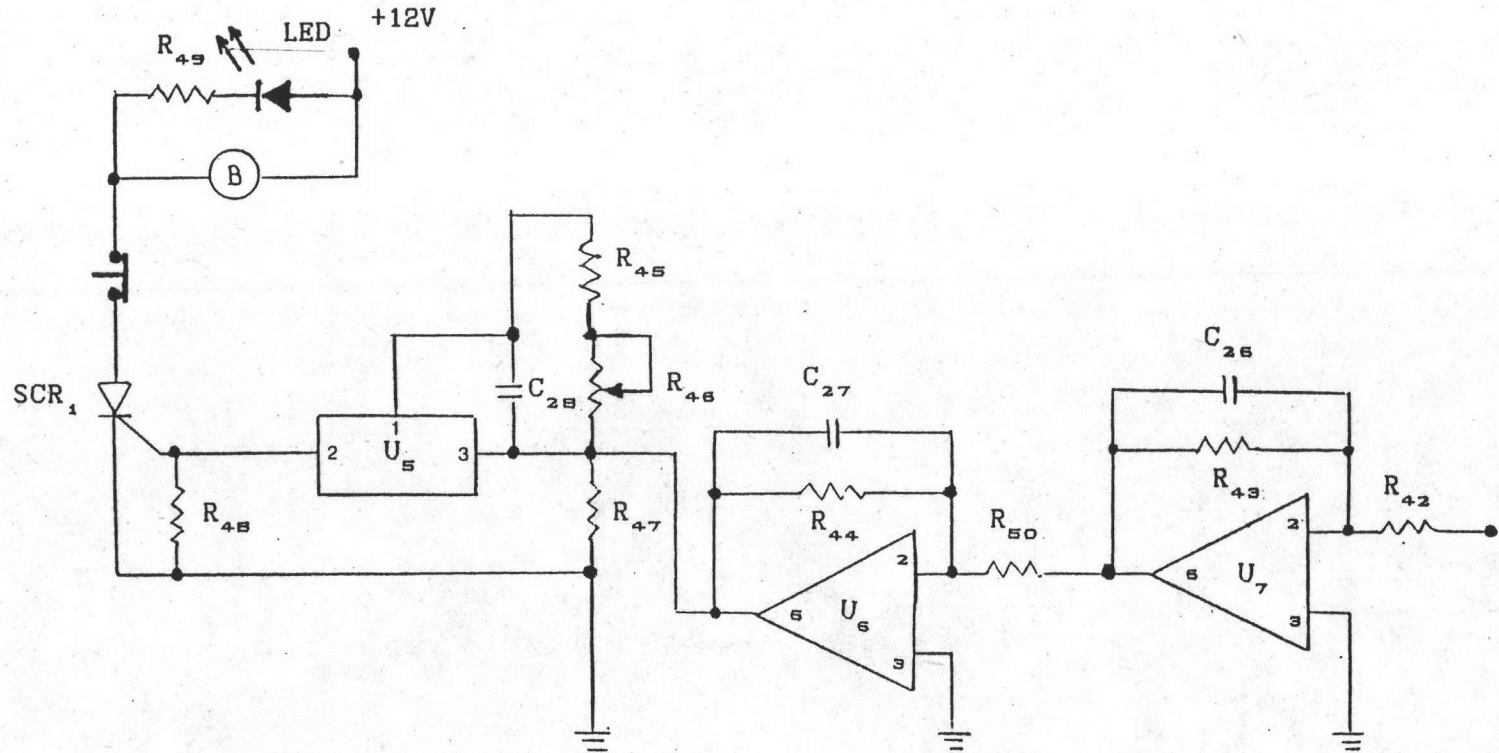 +12V
LED
R₄₉
B
R₄₅
C₂₆
SCR₁
C₂₈
R₄₆
C₂₇
1
2
U₅
3
R₄₃
R₄₂
R₄₈
R₄₇
R₄₄
R₅₀
2
2
6
U₇
6
U₆
3
3